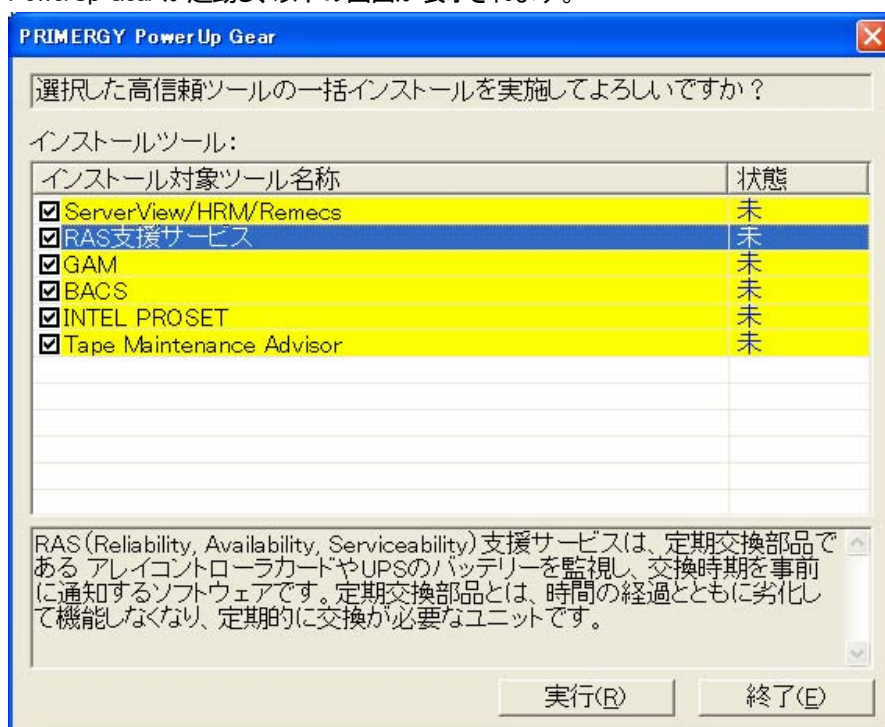 PowerUp Gear が起動し、以下の画面が表示されます。
PRIMERGY PowerUp Gear
選択した高信頼ツールの一括インストールを実施してよろしいですか？
インストールツール：
インストール対象ツール名称 状態
ServerView/HRM/Remecs 未
RAS支援サービス 未
GAM 未
BACS 未
INTEL PROSET 未
Tape Maintenance Advisor 未
RAS(Reliability, Availability, Serviceability)支援サービスは、定期交換部品で
ある アレイコントローラカードやUPSのバッテリーを監視し、交換時期を事前
に通知するソフトウェアです。定期交換部品とは、時間の経過とともに劣化し
て機能しなくなり、定期的に交換が必要なユニットです。
実行(R) 終了(E)